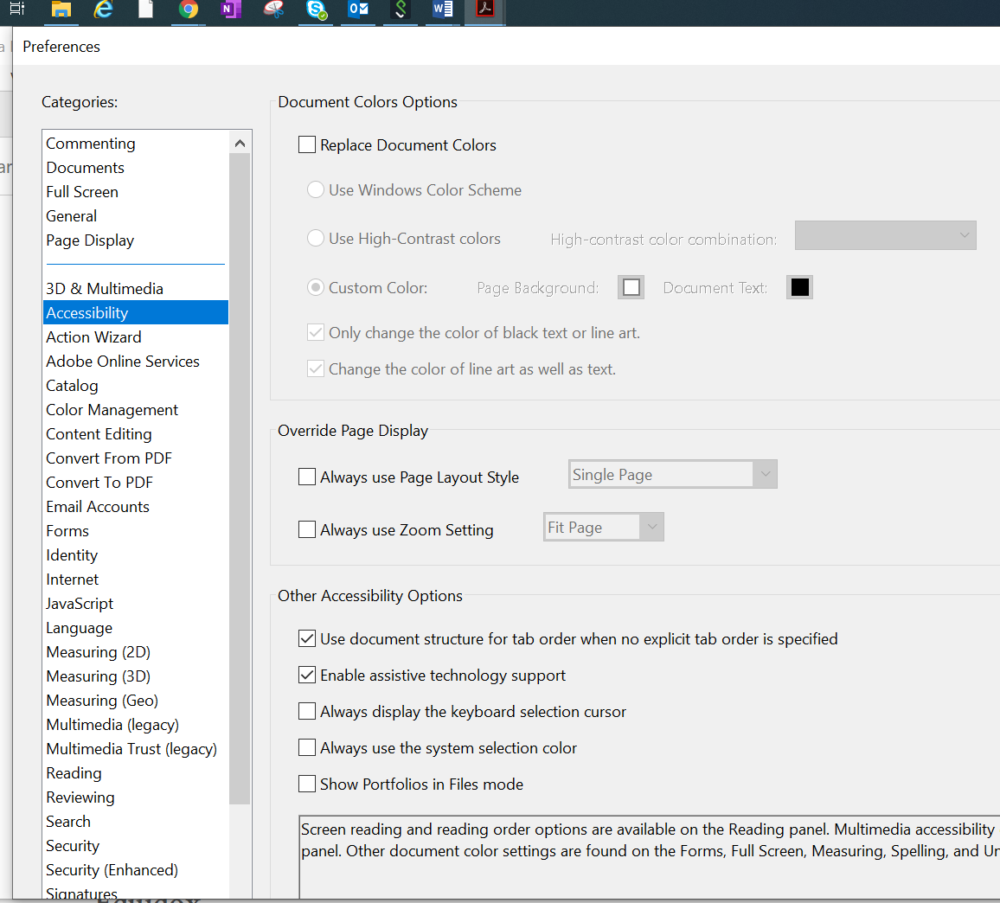 Preferences
Categories:
Commenting
Documents
Full Screen
General
Page Display
3D & Multimedia
Accessibility
Action Wizard
Adobe Online Services
Catalog
Color Management
Content Editing
Convert From PDF
Convert To PDF
Email Accounts
Forms
Identity
Internet
JavaScript
Language
Measuring (2D)
Measuring (3D)
Measuring (Geo)
Multimedia (legacy)
Multimedia Trust (legacy)
Reading
Reviewing
Search
Security
Security (Enhanced)
Signatures
Document Colors Options
Replace Document Colors
Use Windows Color Scheme
Use High-Contrast colors High-contrast color combination:
Custom Color: Page Background: Document Text:
Only change the color of black text or line art.
Change the color of line art as well as text.
Override Page Display
Always use Page Layout Style Single Page
Always use Zoom Setting Fit Page
Other Accessibility Options
Use document structure for tab order when no explicit tab order is specified
Enable assistive technology support
Always display the keyboard selection cursor
Always use the system selection color
Show Portfolios in Files mode
Screen reading and reading order options are available on the Reading panel. Multimedia accessibility
panel. Other document color settings are found on the Forms, Full Screen, Measuring, Spelling, and Un